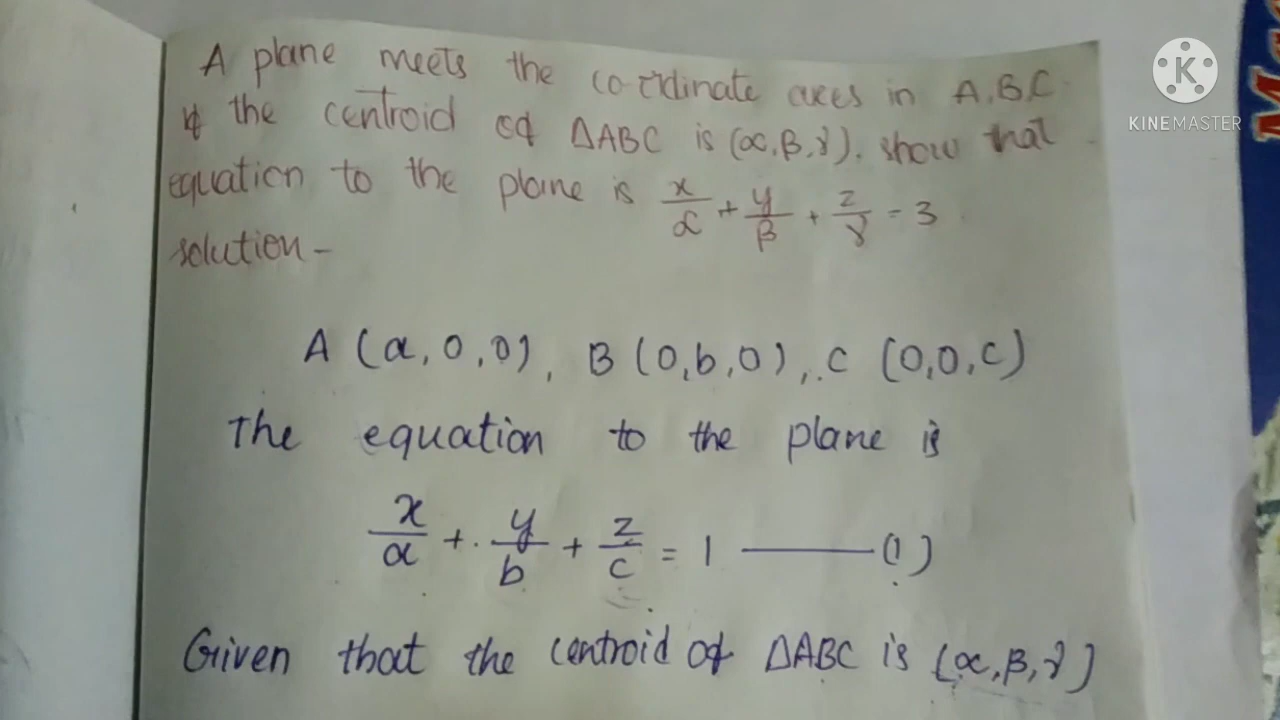 A plane meets the co-ordinate axes in A,B,C.
If the centroid of ΔABC is (α,β,γ). show that
equation to the plane is x/α + y/β + z/γ = 3
solution -
A (a,0,0), B (0,b,0), C (0,0,c)
The equation to the plane is
x/a + y/b + z/c = 1 ——— (1)
Given that the centroid of ΔABC is (α,β,γ)
K
KINEMASTER